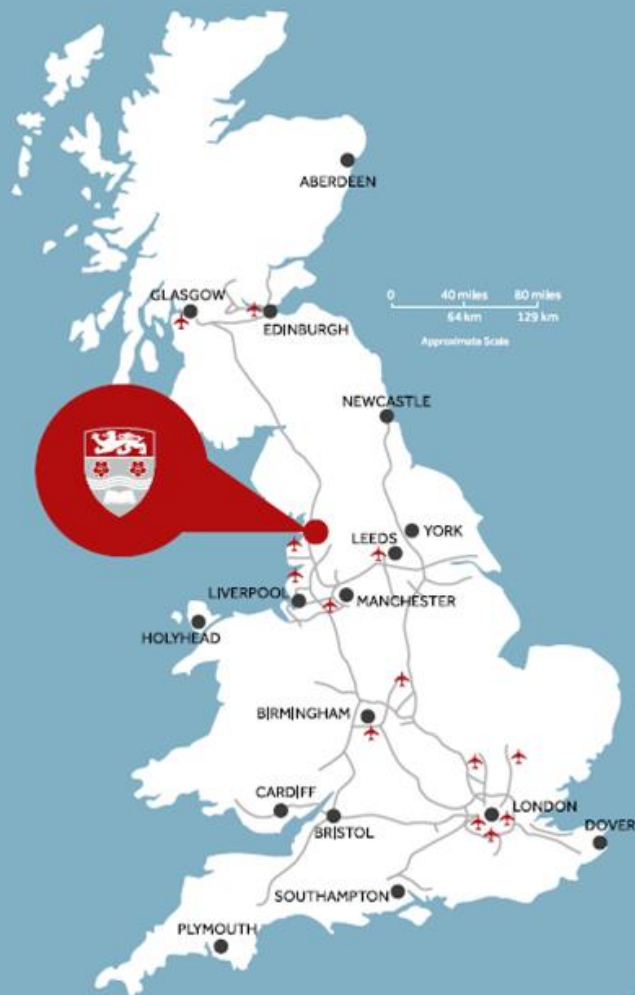 ABERDEEN
GLASGOW
EDINBURGH
0 40 miles 80 miles
64 km 129 km
Approximate Scale
NEWCASTLE
YORK
LEEDS
LIVERPOOL
MANCHESTER
HOLYHEAD
BIRMINGHAM
CARDIFF
LONDON
BRISTOL
DOVER
SOUTHAMPTON
PLYMOUTH